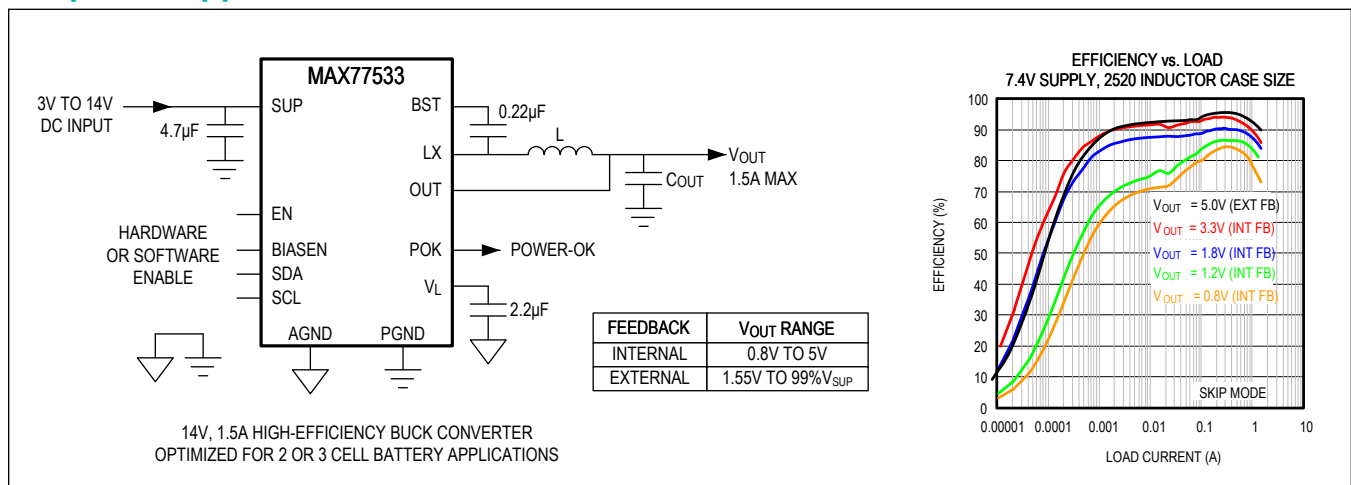 MAX77533
3V TO 14V
DC INPUT
4.7µF
SUP
BST
0.22µF
L
LX
OUT
COUT
VOUT
1.5A MAX
HARDWARE
OR SOFTWARE
ENABLE
EN
BIASEN
SDA
SCL
POK
POWER-OK
VL
2.2µF
AGND
PGND
FEEDBACK VOUT RANGE
INTERNAL 0.8V TO 5V
EXTERNAL 1.55V TO 99%VSUP
14V, 1.5A HIGH-EFFICIENCY BUCK CONVERTER
OPTIMIZED FOR 2 OR 3 CELL BATTERY APPLICATIONS
EFFICIENCY vs. LOAD
7.4V SUPPLY, 2520 INDUCTOR CASE SIZE
EFFICIENCY (%)
100
90
80
70
60
50
40
30
20
10
0
VOUT = 5.0V (EXT FB)
VOUT = 3.3V (INT FB)
VOUT = 1.8V (INT FB)
VOUT = 1.2V (INT FB)
VOUT = 0.8V (INT FB)
SKIP MODE
0.00001 0.0001 0.001 0.01 0.1 1 10
LOAD CURRENT (A)